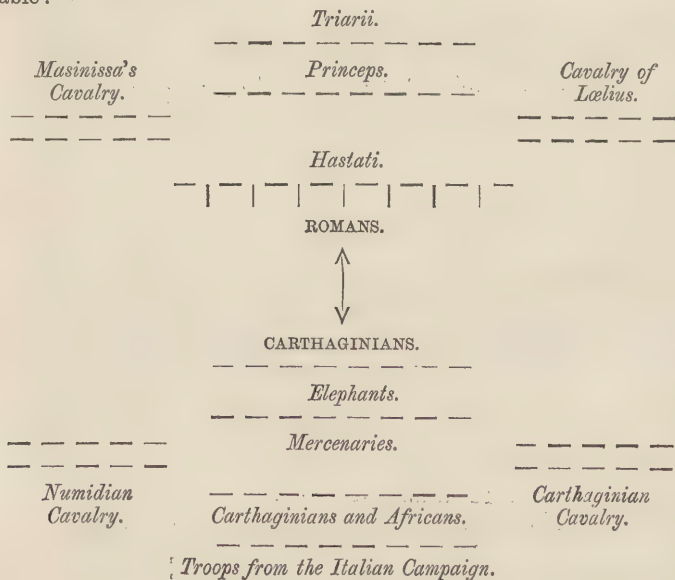 Triarii.
Masinissa's
Cavalry.
Princeps.
Cavalry of
Lælius.
Hastati.
ROMANS.
CARTHAGINIANS.
Elephants.
Mercenaries.
Numidian
Cavalry.
Carthaginians and Africans.
Carthaginian
Cavalry.
Troops from the Italian Campaign.